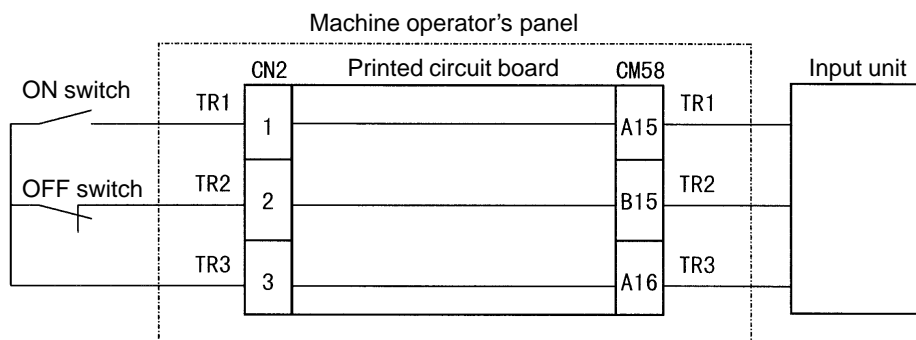 Machine operator’s panel
CN2 Printed circuit board CM58 Input unit
ON switch TR1 1 A15 TR1
OFF switch TR2 2 B15 TR2
TR3 3 A16 TR3